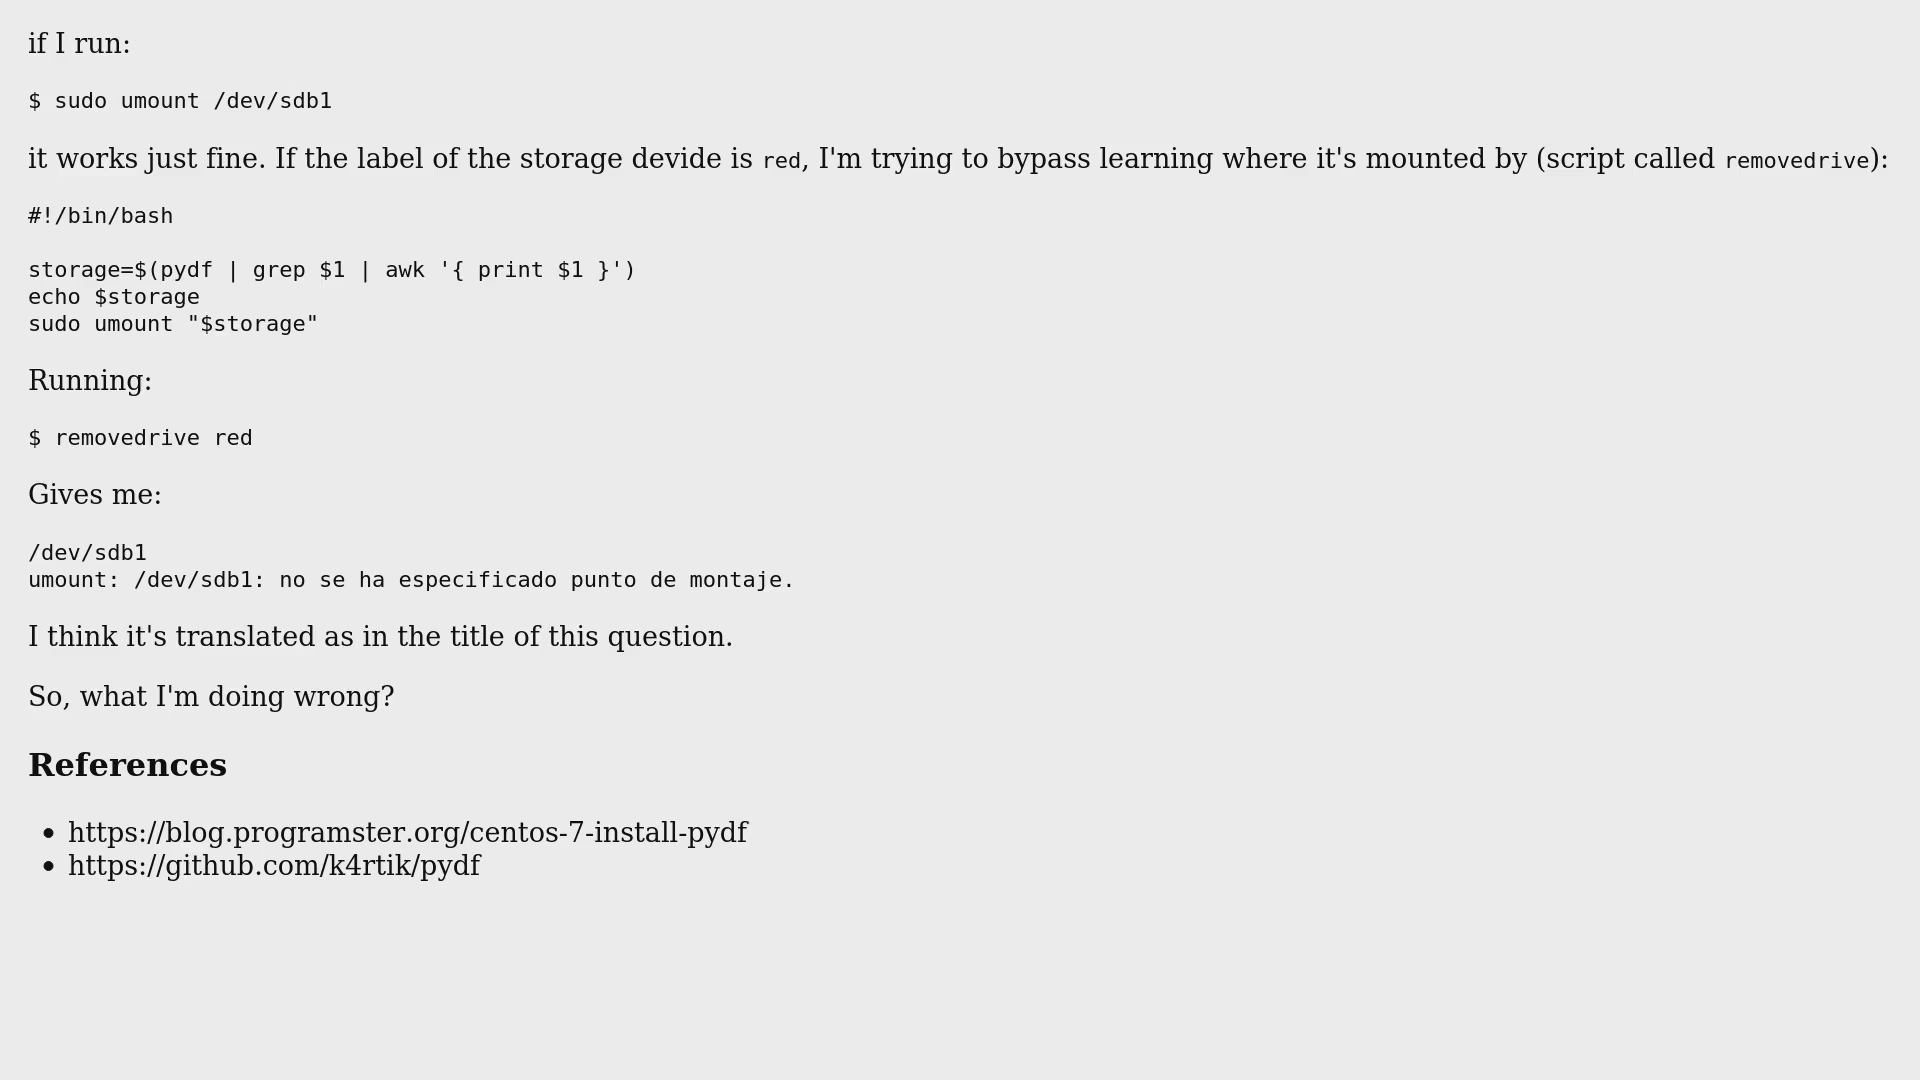 if I run:
$ sudo umount /dev/sdb1
it works just fine. If the label of the storage devide is red, I'm trying to bypass learning where it's mounted by (script called removedrive):
#!/bin/bash
storage=$(pydf | grep $1 | awk '{ print $1 }')
echo $storage
sudo umount "$storage"
Running:
$ removedrive red
Gives me:
/dev/sdb1
umount: /dev/sdb1: no se ha especificado punto de montaje.
I think it's translated as in the title of this question.
So, what I'm doing wrong?
References
• https://blog.programster.org/centos-7-install-pydf
• https://github.com/k4rtik/pydf